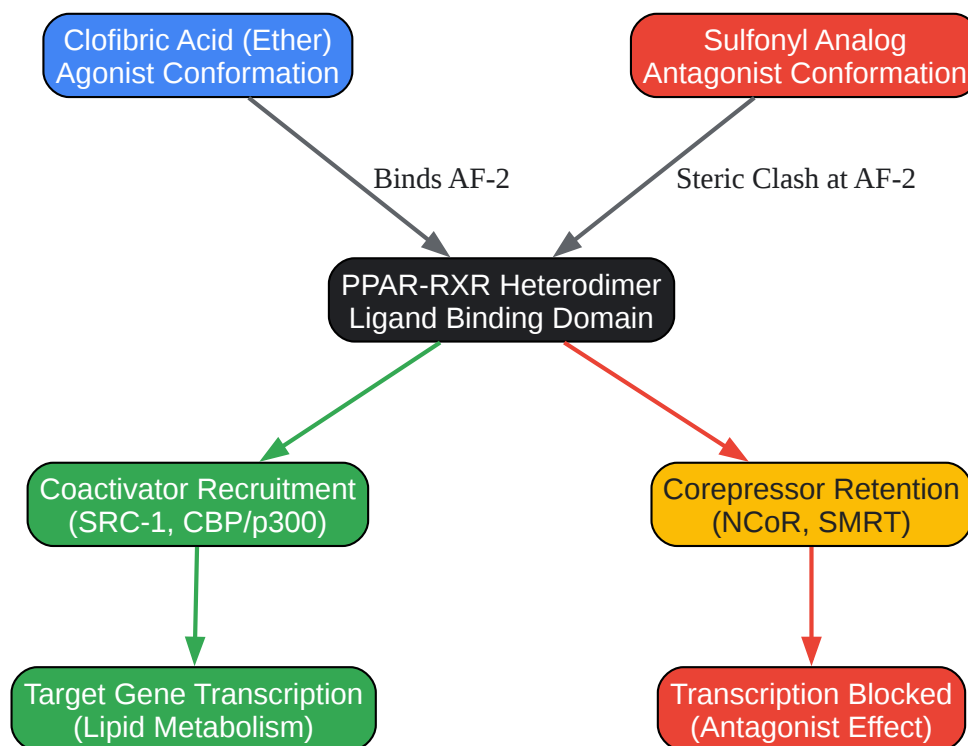 Clofibric Acid (Ether)
Agonist Conformation
Sulfonyl Analog
Antagonist Conformation
Binds AF-2
Steric Clash at AF-2
PPAR-RXR Heterodimer
Ligand Binding Domain
Coactivator Recruitment
(SRC-1, CBP/p300)
Corepressor Retention
(NCoR, SMRT)
Target Gene Transcription
(Lipid Metabolism)
Transcription Blocked
(Antagonist Effect)